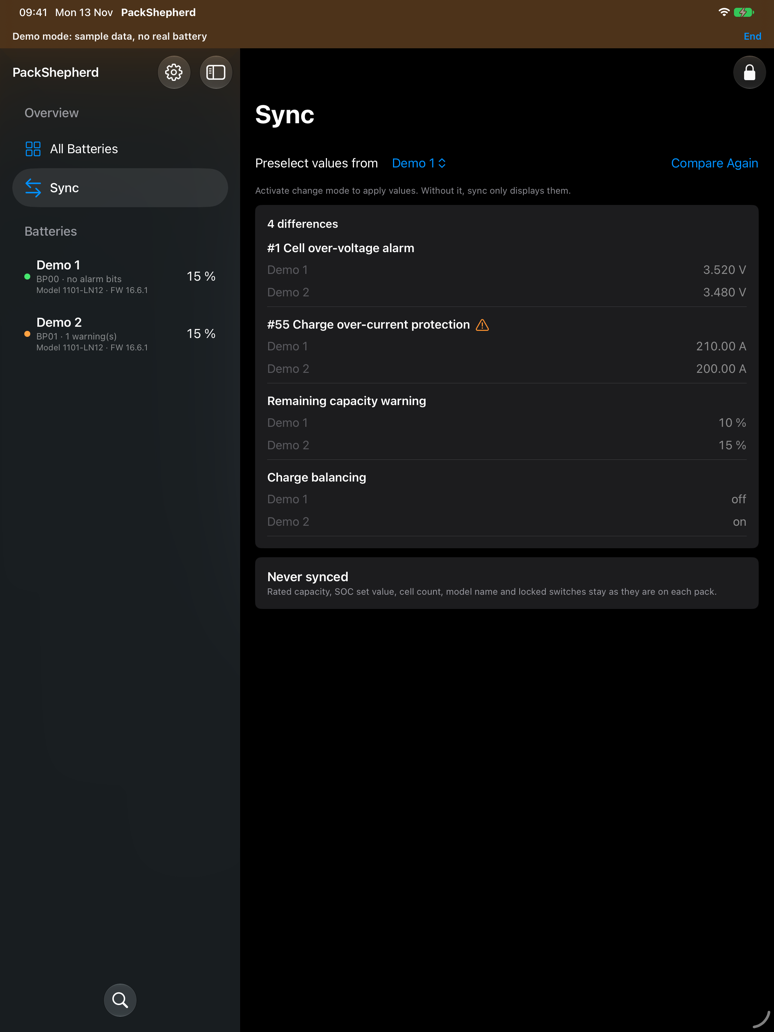 09:41 Mon 13 Nov PackShepherd
Demo mode: sample data, no real battery End
PackShepherd
Overview
All Batteries
Sync
Batteries
Demo 1
BP00 · no alarm bits
Model 1101-LN12 · FW 16.6.1
15 %
Demo 2
BP01 · 1 warning(s)
Model 1101-LN12 · FW 16.6.1
15 %
Sync
Preselect values from Demo 1 Compare Again
Activate change mode to apply values. Without it, sync only displays them.
4 differences
#1 Cell over-voltage alarm
Demo 1 3.520 V
Demo 2 3.480 V
#55 Charge over-current protection
Demo 1 210.00 A
Demo 2 200.00 A
Remaining capacity warning
Demo 1 10 %
Demo 2 15 %
Charge balancing
Demo 1 off
Demo 2 on
Never synced
Rated capacity, SOC set value, cell count, model name and locked switches stay as they are on each pack.